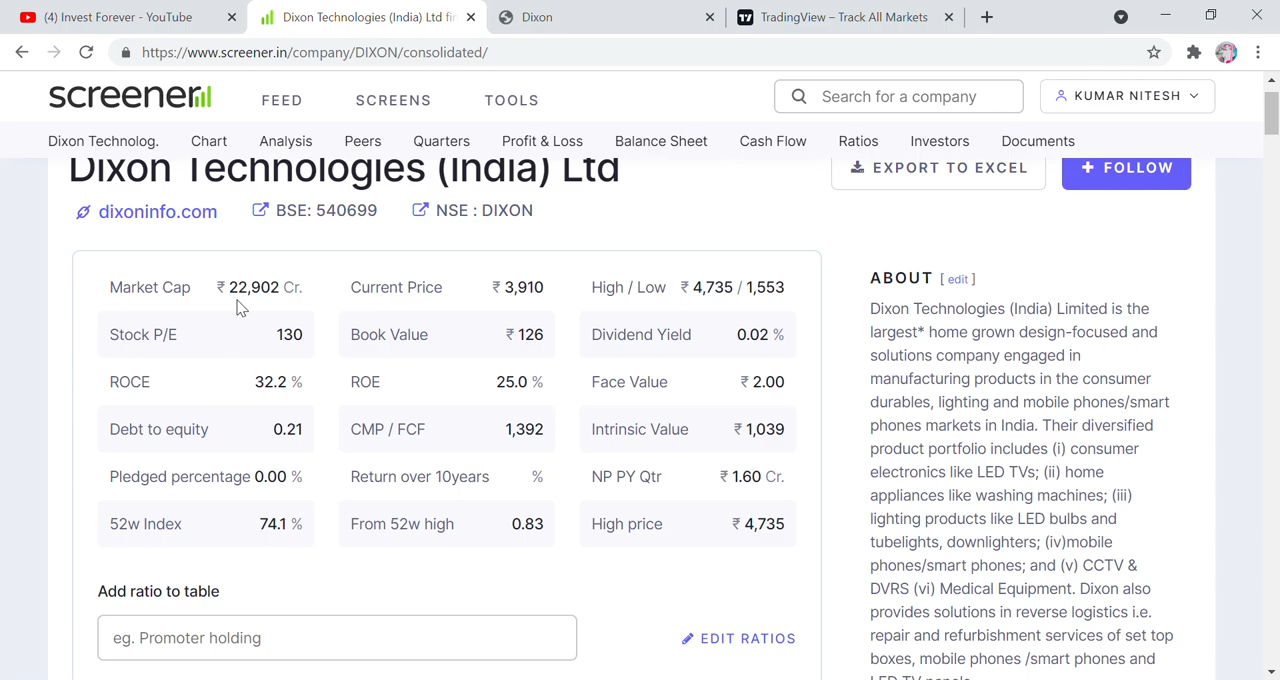 (4) Invest Forever - YouTube
Dixon Technologies (India) Ltd fin
Dixon
TradingView – Track All Markets
https://www.screener.in/company/DIXON/consolidated/
screener
FEED
SCREENS
TOOLS
Search for a company
KUMAR NITESH
Dixon Technolog.
Chart
Analysis
Peers
Quarters
Profit & Loss
Balance Sheet
Cash Flow
Ratios
Investors
Documents
Dixon Technologies (India) Ltd
EXPORT TO EXCEL
+ FOLLOW
dixoninfo.com
BSE: 540699
NSE : DIXON
Market Cap ₹ 22,902 Cr.
Current Price ₹ 3,910
High / Low ₹ 4,735 / 1,553
Stock P/E 130
Book Value ₹ 126
Dividend Yield 0.02 %
ROCE 32.2 %
ROE 25.0 %
Face Value ₹ 2.00
Debt to equity 0.21
CMP / FCF 1,392
Intrinsic Value ₹ 1,039
Pledged percentage 0.00 %
Return over 10years %
NP PY Qtr ₹ 1.60 Cr.
52w Index 74.1 %
From 52w high 0.83
High price ₹ 4,735
Add ratio to table
eg. Promoter holding
EDIT RATIOS
ABOUT [ edit ]
Dixon Technologies (India) Limited is the
largest* home grown design-focused and
solutions company engaged in
manufacturing products in the consumer
durables, lighting and mobile phones/smart
phones markets in India. Their diversified
product portfolio includes (i) consumer
electronics like LED TVs; (ii) home
appliances like washing machines; (iii)
lighting products like LED bulbs and
tubelights, downlighters; (iv)mobile
phones/smart phones; and (v) CCTV &
DVRS (vi) Medical Equipment. Dixon also
provides solutions in reverse logistics i.e.
repair and refurbishment services of set top
boxes, mobile phones /smart phones and
LED TV panels.